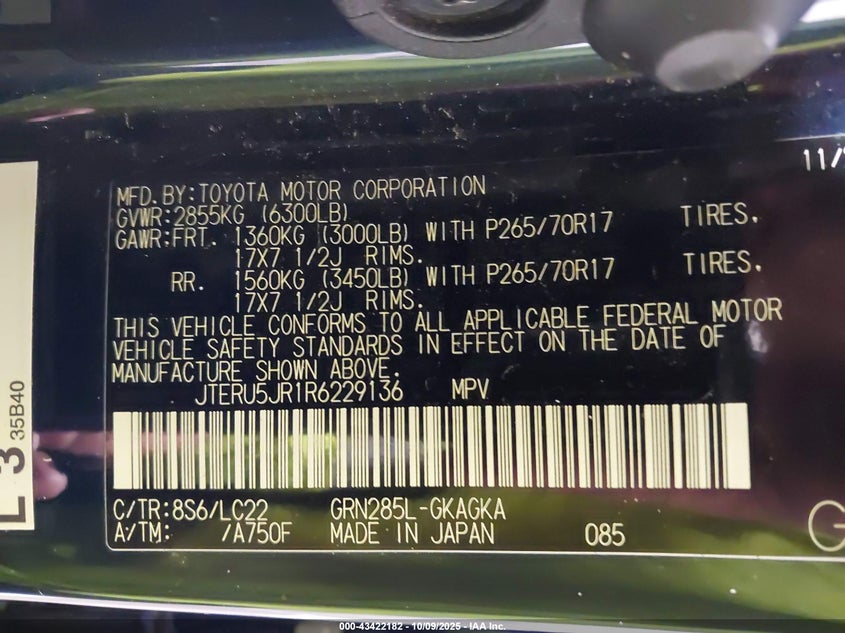 11/
MFD.BY:TOYOTA MOTOR CORPORATION
GVWR:2855KG (6300LB)
GAWR:FRT. 1360KG (3000LB) WITH P265/70R17 TIRES.
17X7 1/2J RIMS.
RR. 1560KG (3450LB) WITH P265/70R17 TIRES.
17X7 1/2J RIMS.
THIS VEHICLE CONFORMS TO ALL APPLICABLE FEDERAL MOTOR
VEHICLE SAFETY STANDARDS IN EFFECT ON THE DATE OF
MANUFACTURE SHOWN ABOVE.
JTERU5JR1R6229136 MPV
C/TR:8S6/LC22 GRN285L-GKAGKA
A/TM: /A750F MADE IN JAPAN 085
G
L 3
35B40
000-43422182 - 10/09/2025 - IAA Inc.